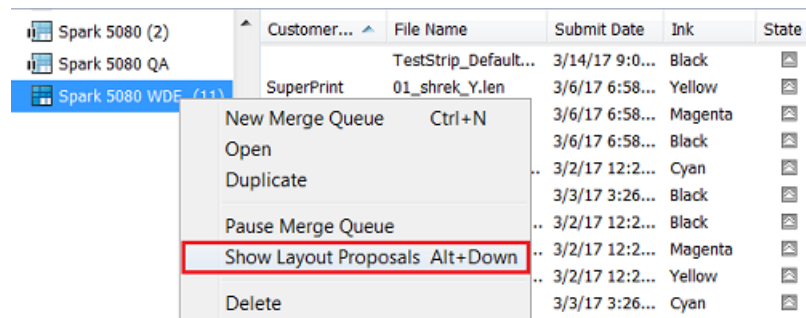 Spark 5080 (2)
Spark 5080 QA
Spark 5080 WDE (11)
Customer... File Name Submit Date Ink State
TestStrip_Default... 3/14/17 9:0... Black
SuperPrint 01_shrek_Y.len 3/6/17 6:58... Yellow
3/6/17 6:58... Magenta
3/6/17 6:58... Black
.. 3/2/17 12:2... Cyan
3/3/17 3:26... Black
.. 3/2/17 12:2... Black
.. 3/2/17 12:2... Magenta
.. 3/2/17 12:2... Yellow
3/3/17 3:26... Cyan
New Merge Queue Ctrl+N
Open
Duplicate
Pause Merge Queue
Show Layout Proposals Alt+Down
Delete